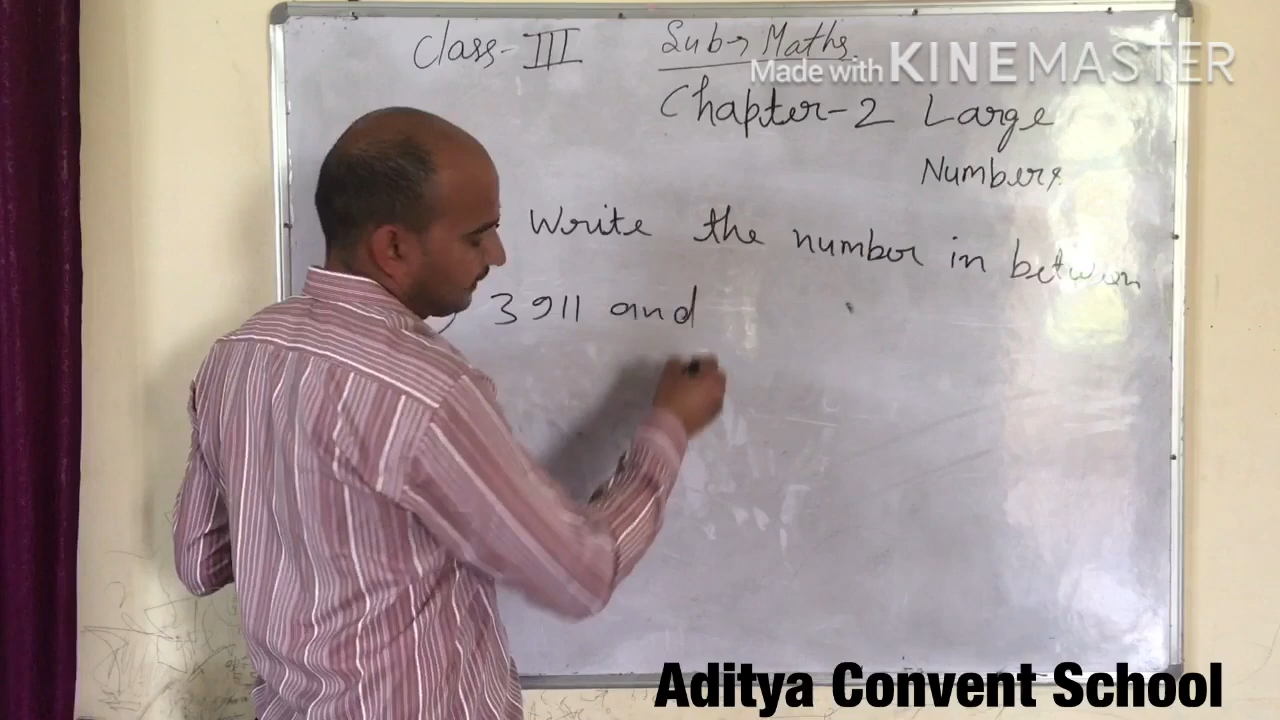 Class-III Sub→ Maths.
Made with KINEMASTER
Chapter-2 Large
Numbers.
Write the number in between
) 3911 and
Aditya Convent School